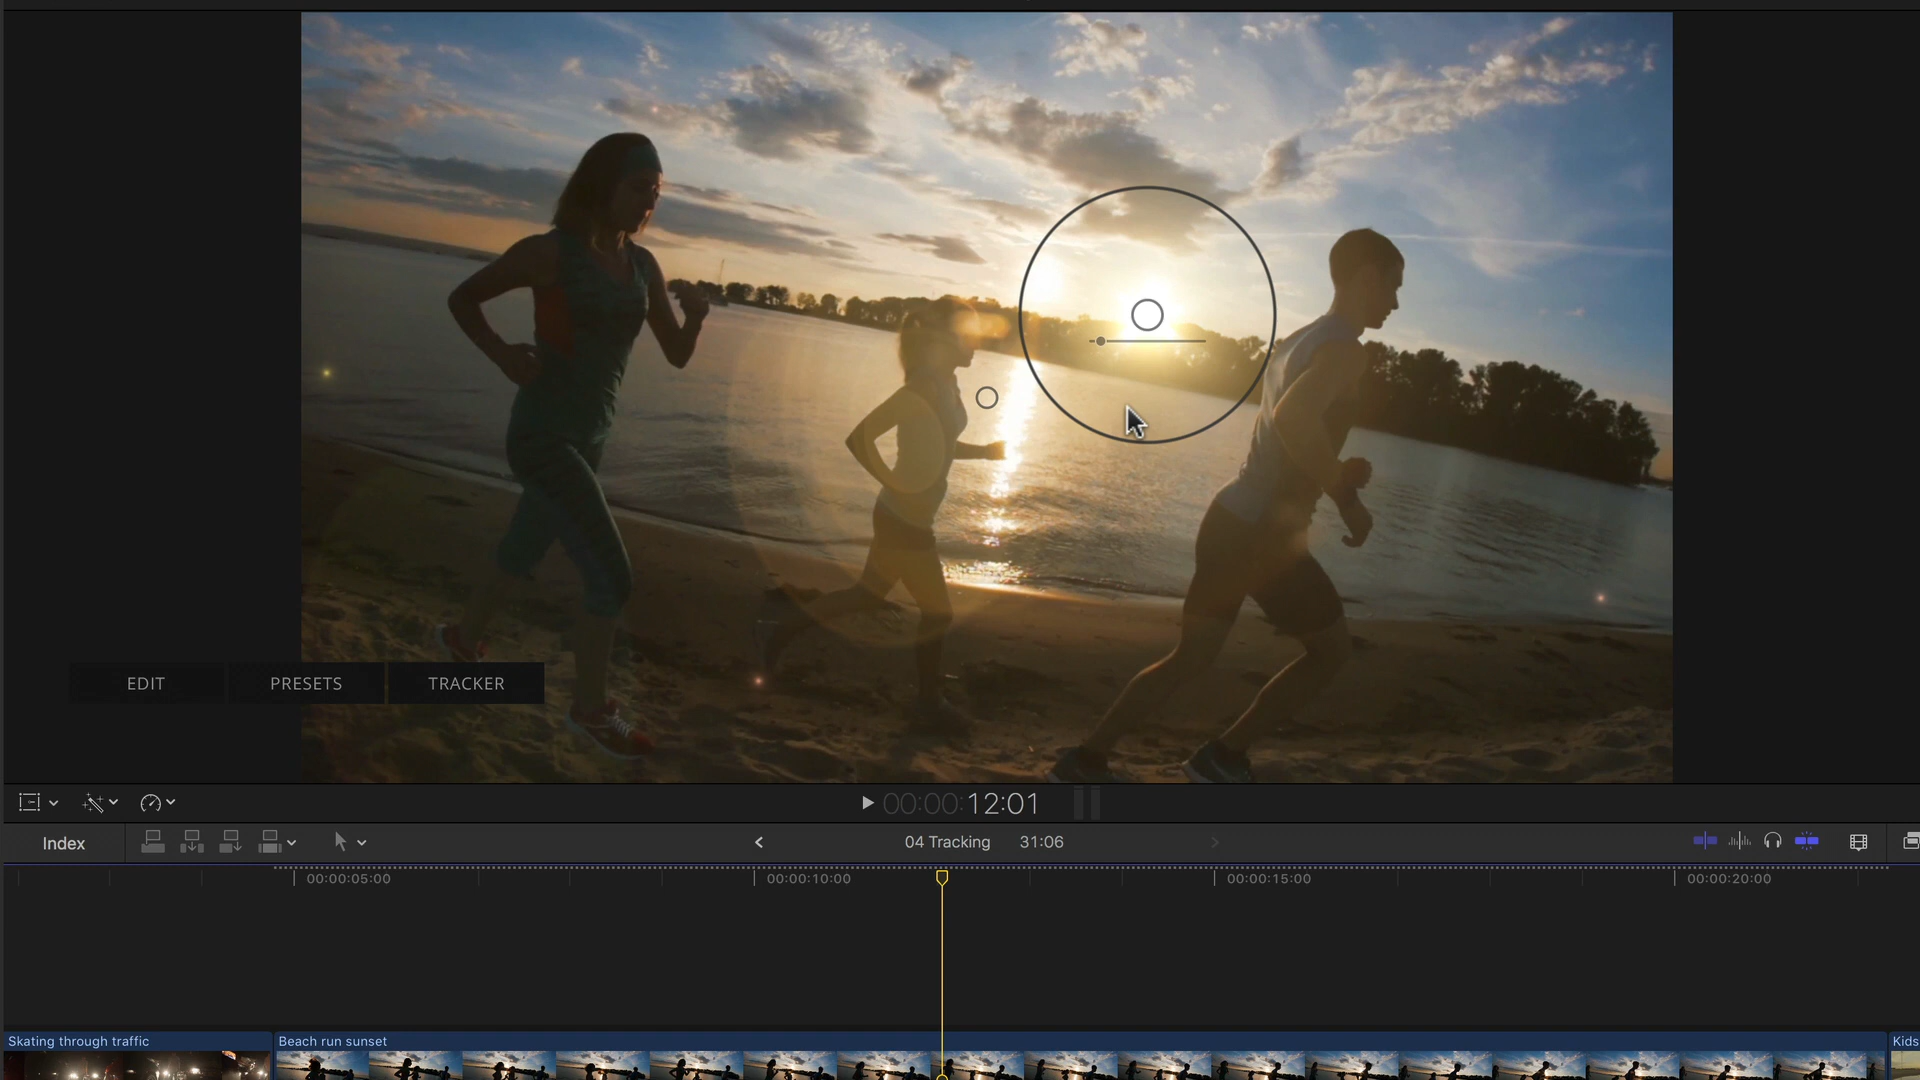 EDIT PRESETS TRACKER
00:00:12:01
Index
04 Tracking 31:06
00:00:05:00 00:00:10:00 00:00:15:00 00:00:20:00
Skating through traffic Beach run sunset Kids